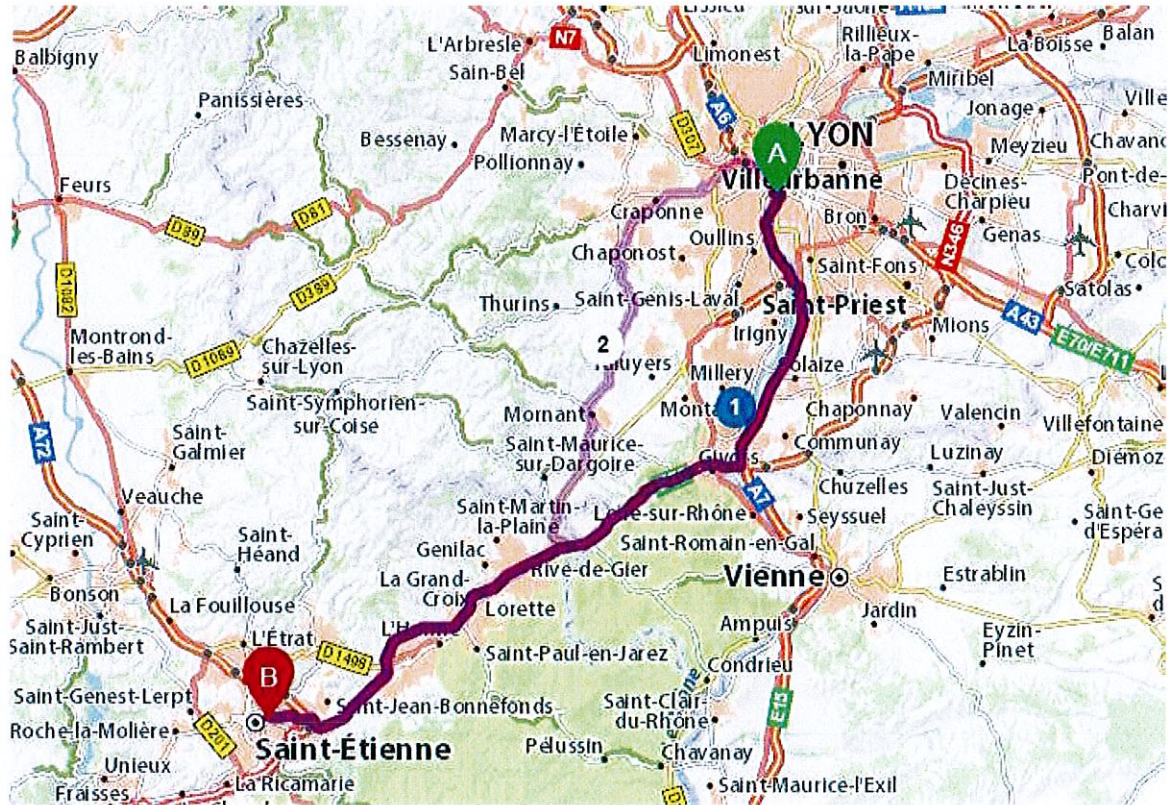 L'Arbresle
N7
Limonest
Rillieux-
la-Pape
La Boisse
Balan
Balbigny
Sain-Bel
Miribel
Panissières
A6
Jonage
Bessenay
Marcy-l'Étoile
D307
A
LYON
Meyzieu
Pollionnay
Villeurbanne
Décines-
Charpieu
Pont-de-
Feurs
Craponne
Bron
D81
D89
Oullins
N346
Genas
Chaponost
Saint-Fons
D1082
D389
Thurins
Saint-Genis-Laval
Saint-Priest
Satolas
Irigny
A43
Mions
Montrond-
les-Bains
D1089
Chazelles-
sur-Lyon
2
E70/E711
Millery
Saint-Symphorien-
sur-Coise
Mornant
1
Chaponnay
Valencin
Villefontaine
A72
Saint-
Galmier
Saint-Maurice-
sur-Dargoire
Communay
Luzinay
Givors
Chuzelles
Saint-Just-
Chaleyssin
A7
Veauche
Saint-Martin-
la-Plaine
Seyssuel
Saint-
Cyprien
Saint-
Héand
Genilac
Saint-Romain-en-Gal
Rive-de-Gier
Vienne
Estrablin
Bonson
La Grand-
Croix
Lorette
La Fouillouse
Jardin
Saint-Just-
Saint-Rambert
L'Étrat
Ampuis
Eyzin-
Pinet
D1498
Saint-Paul-en-Jarez
B
Condrieu
Saint-Genest-Lerpt
Saint-Jean-Bonnefonds
Saint-Clair-
du-Rhône
E15
Roche-la-Molière
D201
Saint-Étienne
Pélussin
Chavanay
Unieux
La Ricamarie
Fraisses
Saint-Maurice-l'Exil